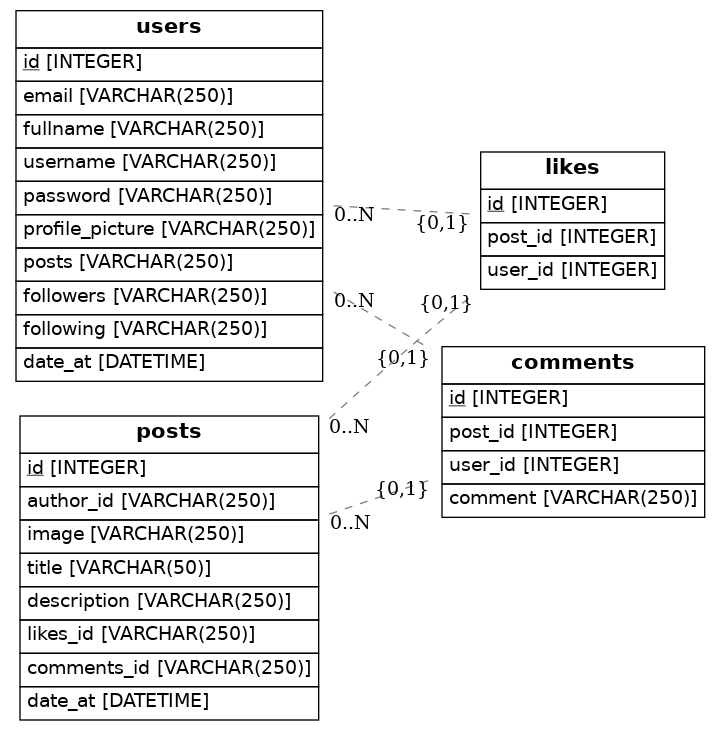 users
id [INTEGER]
email [VARCHAR(250)]
fullname [VARCHAR(250)]
username [VARCHAR(250)]
password [VARCHAR(250)]
profile_picture [VARCHAR(250)]
posts [VARCHAR(250)]
followers [VARCHAR(250)]
following [VARCHAR(250)]
date_at [DATETIME]
0..N
{0,1}
0..N
{0,1}
likes
id [INTEGER]
post_id [INTEGER]
user_id [INTEGER]
{0,1}
0..N
comments
id [INTEGER]
post_id [INTEGER]
user_id [INTEGER]
comment [VARCHAR(250)]
{0,1}
0..N
posts
id [INTEGER]
author_id [VARCHAR(250)]
image [VARCHAR(250)]
title [VARCHAR(50)]
description [VARCHAR(250)]
likes_id [VARCHAR(250)]
comments_id [VARCHAR(250)]
date_at [DATETIME]